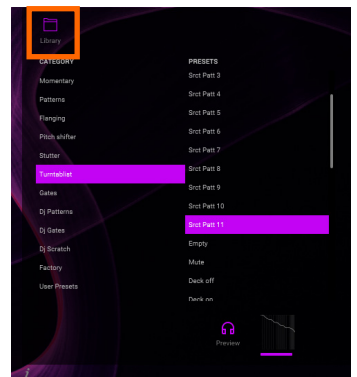 Library
CATEGORY
Momentary
Patterns
Flanging
Pitch shifter
Stutter
Turntablist
Gates
Dj Patterns
Dj Gates
Dj Scratch
Factory
User Presets
PRESETS
Srct Patt 3
Srct Patt 4
Srct Patt 5
Srct Patt 6
Srct Patt 7
Srct Patt 8
Srct Patt 9
Srct Patt 10
Srct Patt 11
Empty
Mute
Deck off
Deck on
Preview